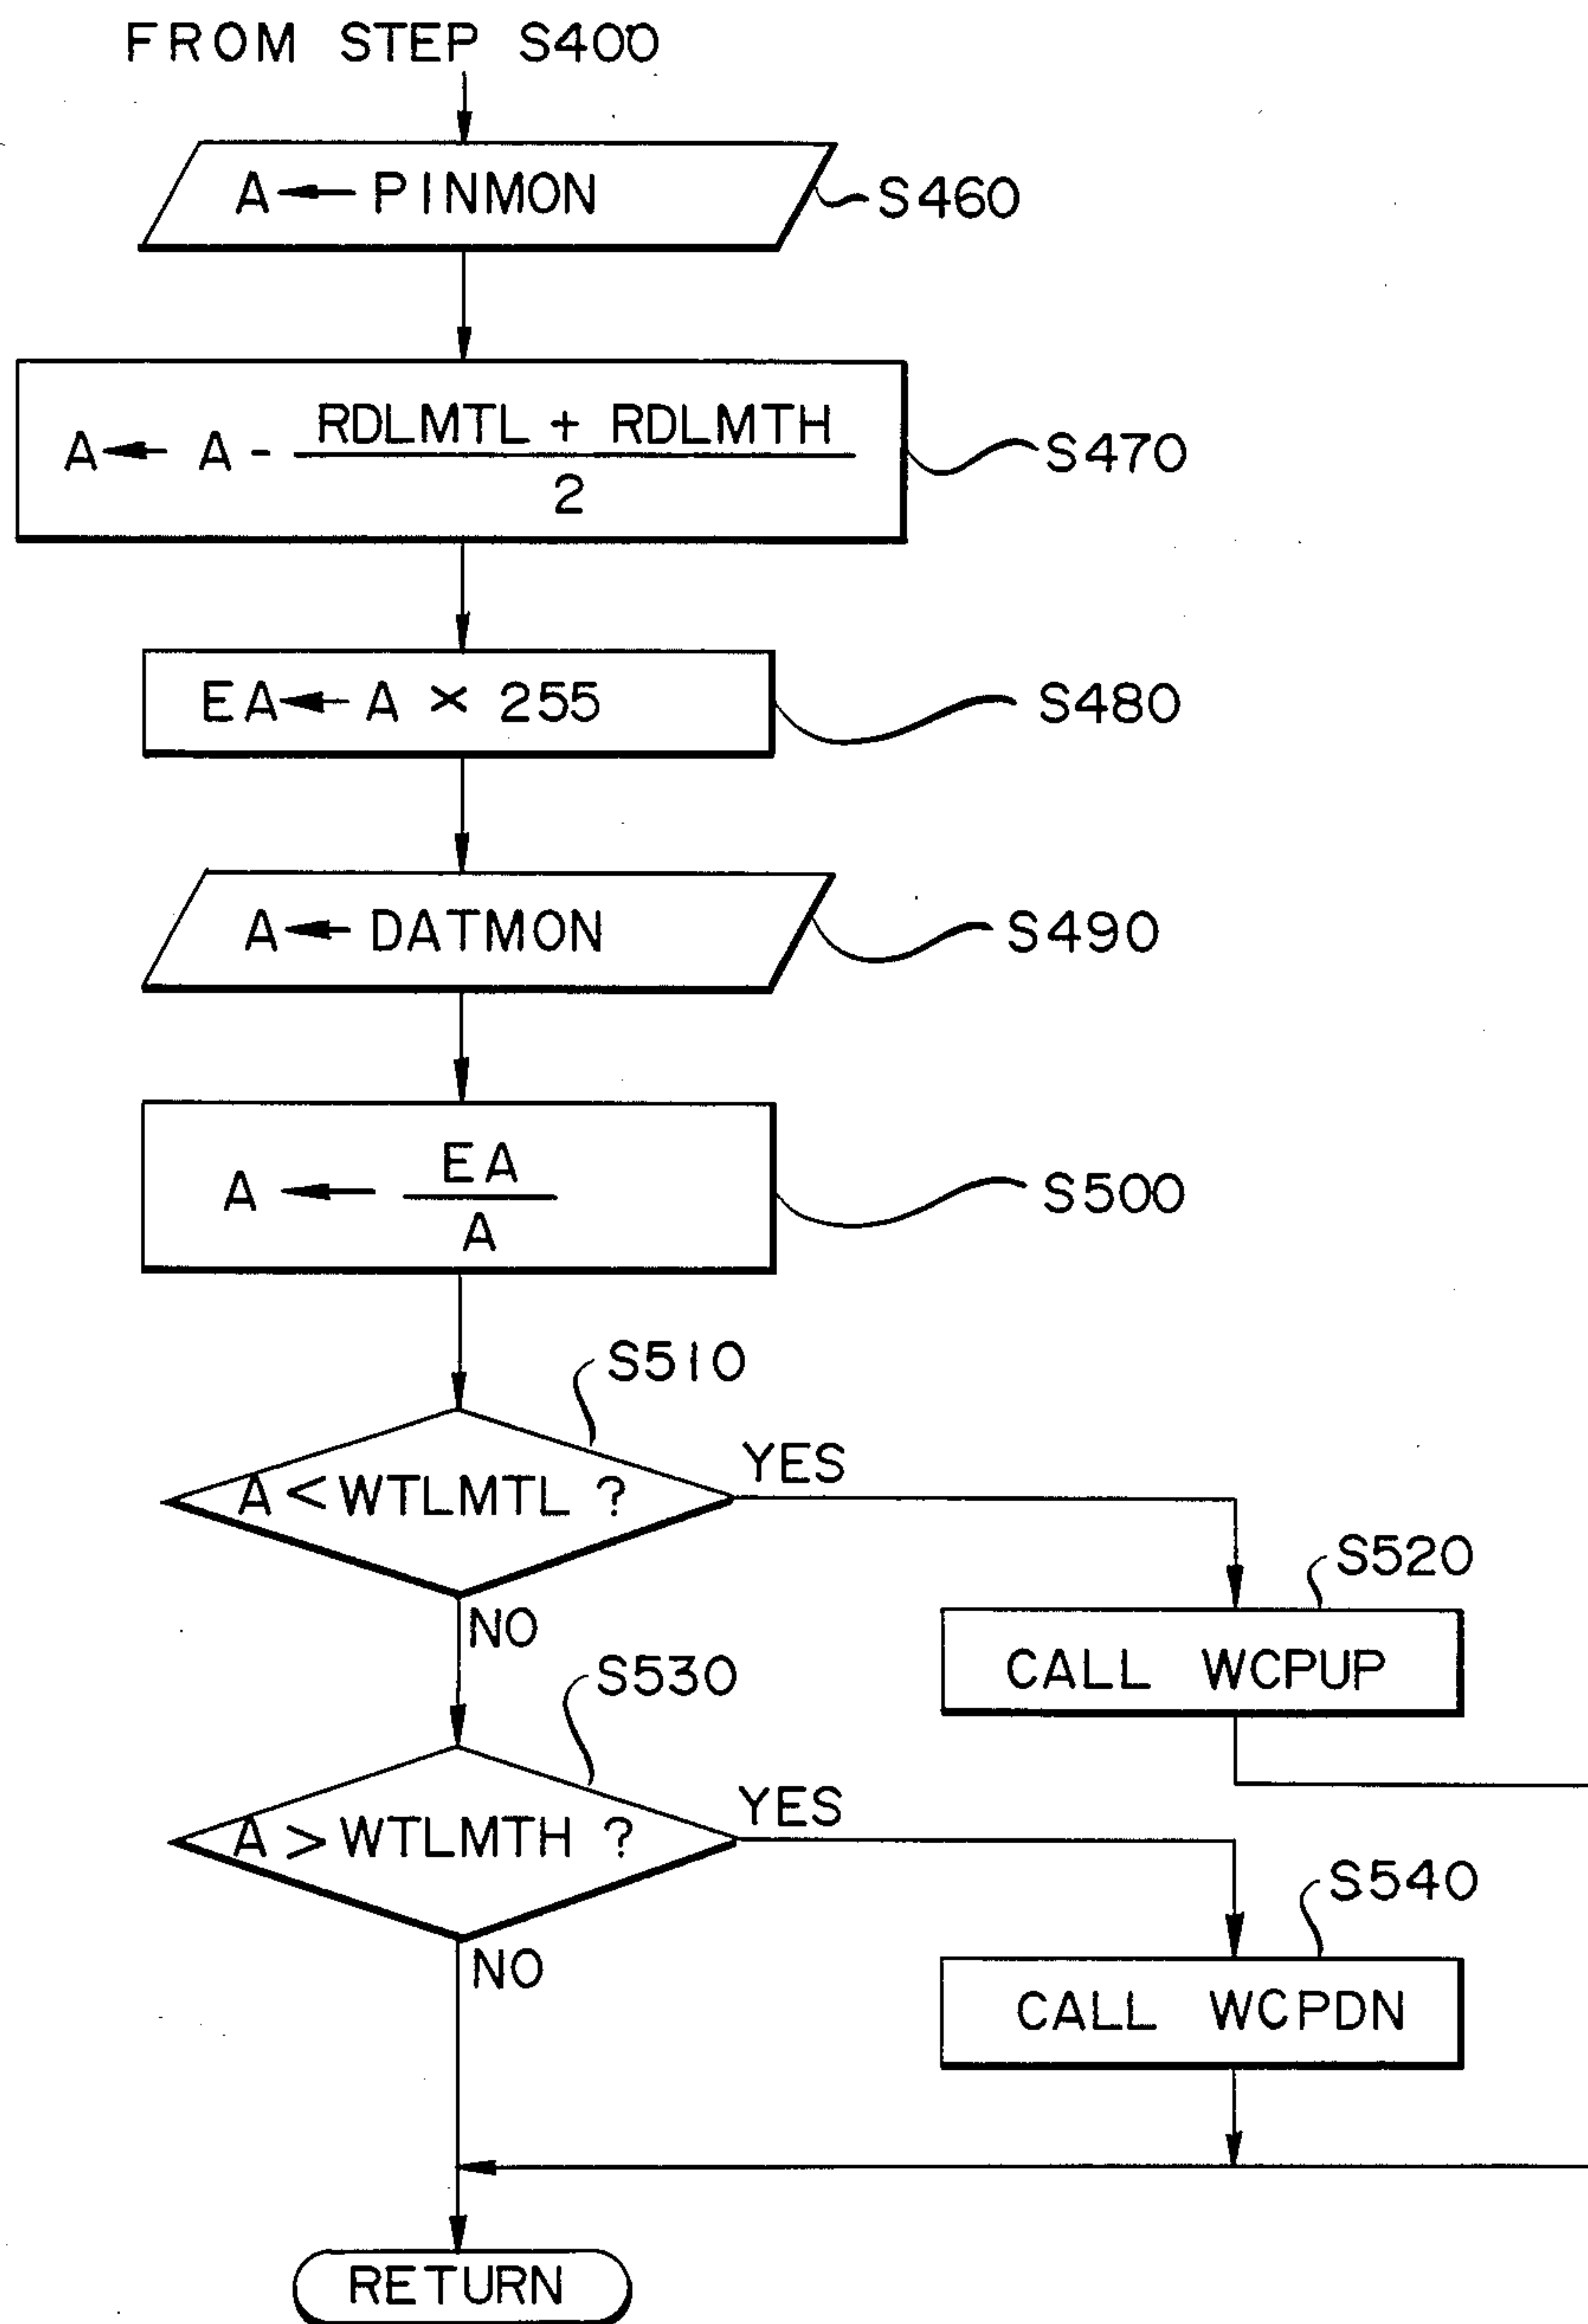 FROM STEP S400
A ← PINMON
S460
A ← A - RDLMTL + RDLMTH
2
S470
EA ← A × 255
S480
A ← DATMON
S490
A ← EA
A
S500
S510
A < WTLMTL ?
YES
NO
S520
CALL WCPUP
S530
A > WTLMTH ?
YES
NO
S540
CALL WCPDN
RETURN